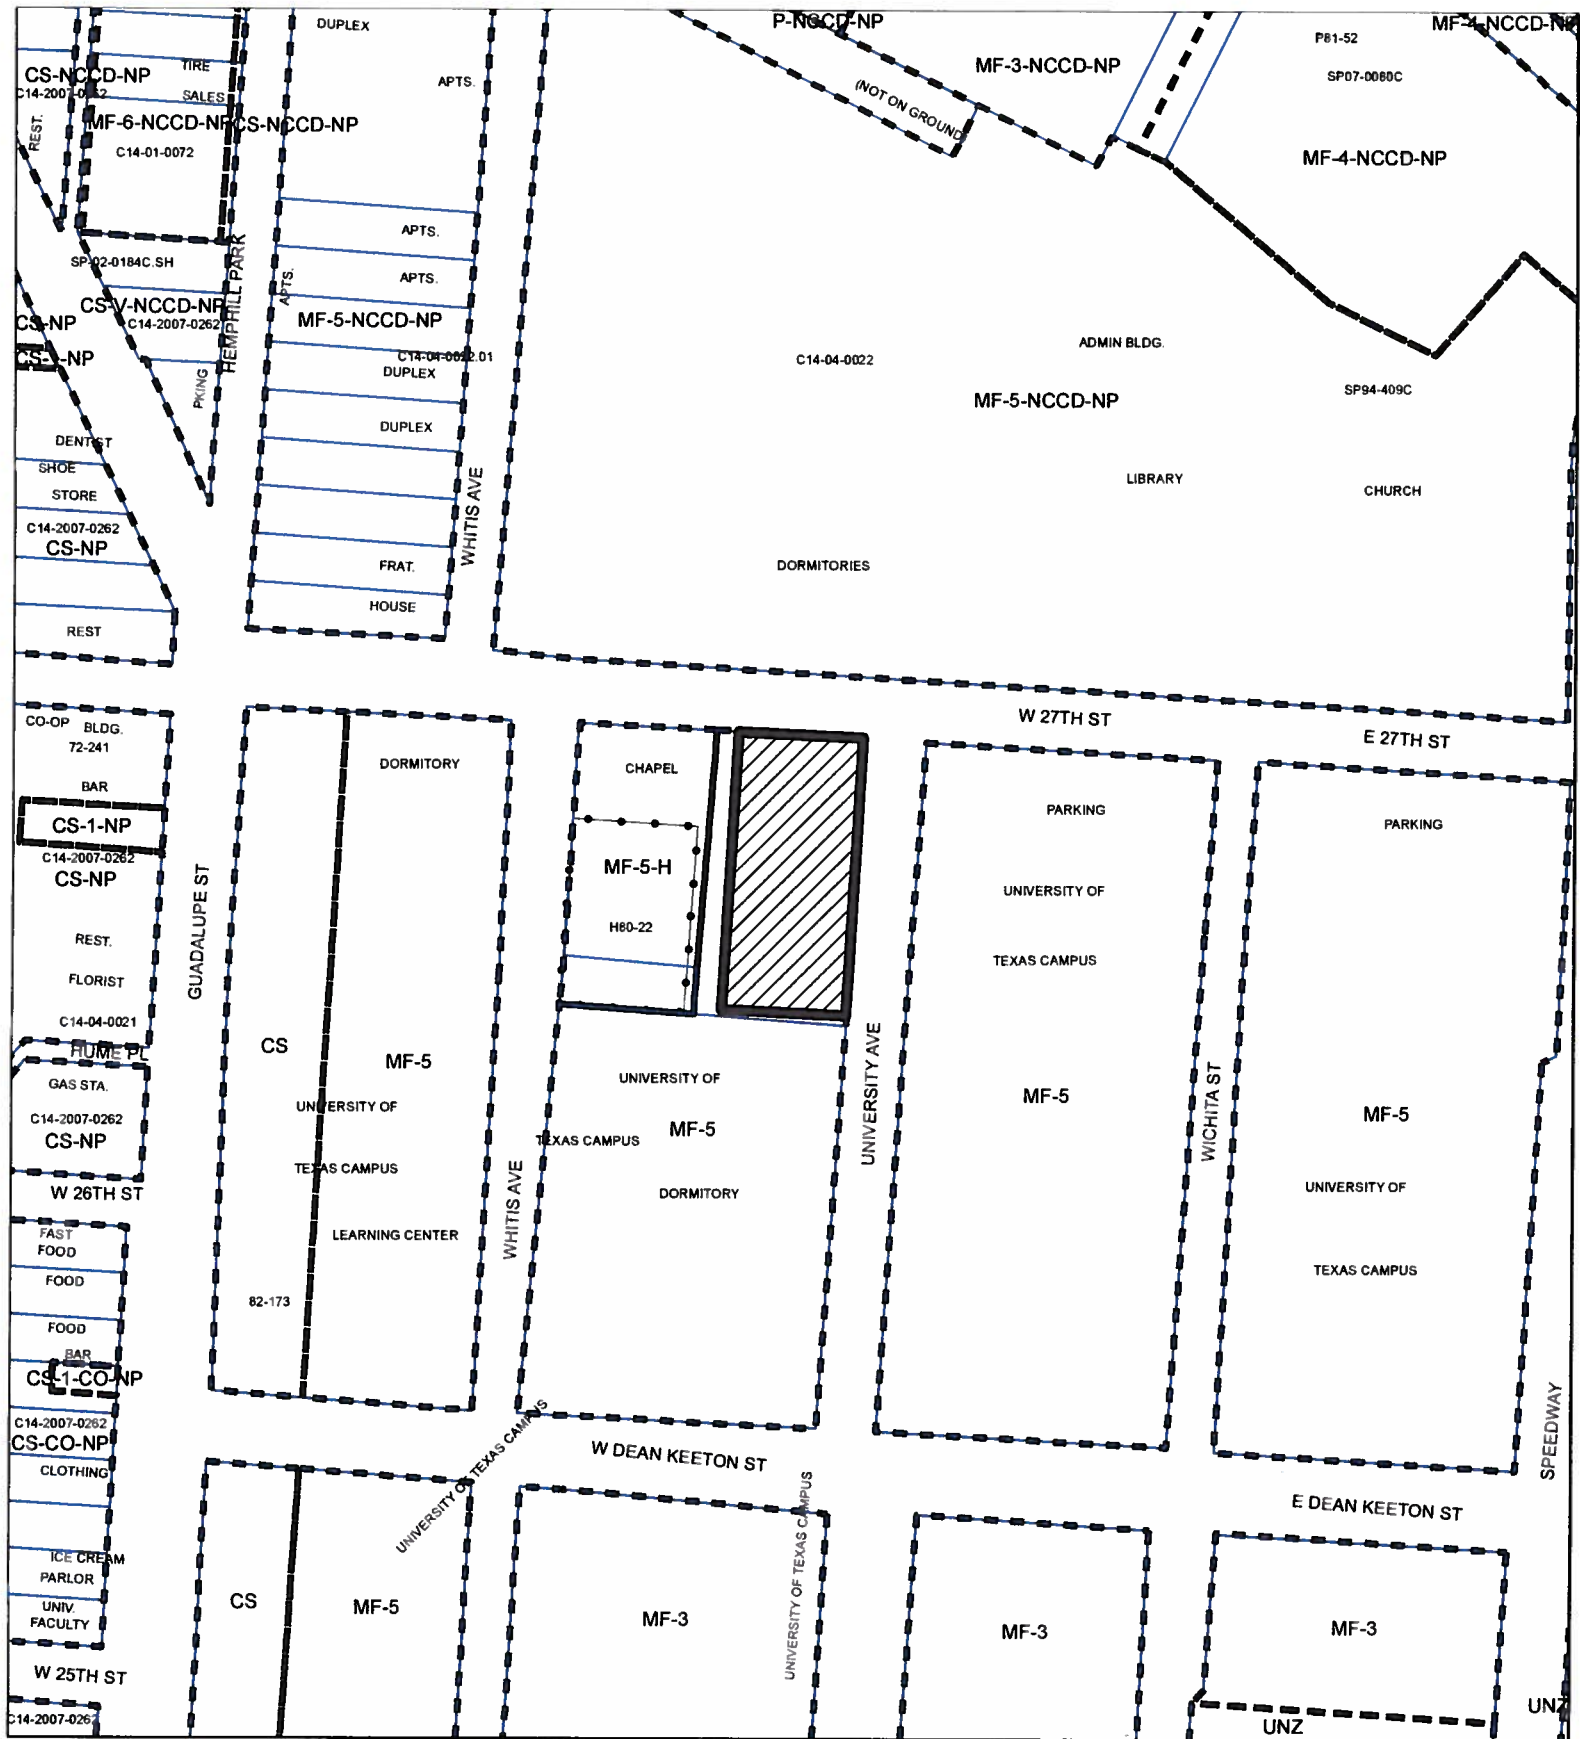 DUPLEX
P-NCCD-NP
MF-4-NCCD-NP
P81-52
TIRE
CS-NCCD-NP
APTS.
MF-3-NCCD-NP
SP07-0080C
C14-2007-0262
SALES
(NOT ON GROUND
REST.
MF-6-NCCD-NP
CS-NCCD-NP
C14-01-0072
MF-4-NCCD-NP
APTS.
SP-02-0184C.SH
APTS.
APTS.
HEMPHILL PARK
CS-V-NCCD-NP
C14-2007-0262
MF-5-NCCD-NP
CS-NP
CS-1-NP
C14-04-0022.01
DUPLEX
C14-04-0022
ADMIN BLDG.
PKING
MF-5-NCCD-NP
SP94-409C
DUPLEX
DENTIST
SHOE
STORE
LIBRARY
CHURCH
C14-2007-0262
CS-NP
WHITIS AVE
FRAT.
DORMITORIES
HOUSE
REST
CO-OP
BLDG.
72-241
W 27TH ST
E 27TH ST
DORMITORY
CHAPEL
BAR
PARKING
PARKING
CS-1-NP
C14-2007-0262
CS-NP
MF-5-H
UNIVERSITY OF
H80-22
GUADALUPE ST
REST.
TEXAS CAMPUS
FLORIST
C14-04-0021
HUME PL
CS
MF-5
GAS STA.
UNIVERSITY OF
UNIVERSITY AVE
MF-5
WICHITA ST
MF-5
C14-2007-0262
CS-NP
UNIVERSITY OF
MF-5
TEXAS CAMPUS
TEXAS CAMPUS
UNIVERSITY OF
W 26TH ST
DORMITORY
WHITIS AVE
FAST
FOOD
LEARNING CENTER
FOOD
TEXAS CAMPUS
82-173
FOOD
BAR
CS-1-CO-NP
C14-2007-0262
CS-CO-NP
SPEEDWAY
W DEAN KEETON ST
CLOTHING
UNIVERSITY OF TEXAS CAMPUS
UNIVERSITY OF TEXAS CAMPUS
E DEAN KEETON ST
ICE CREAM
PARLOR
UNIV.
FACULTY
CS
MF-5
MF-3
MF-3
MF-3
W 25TH ST
C14-2007-0262
UNZ
UNZ